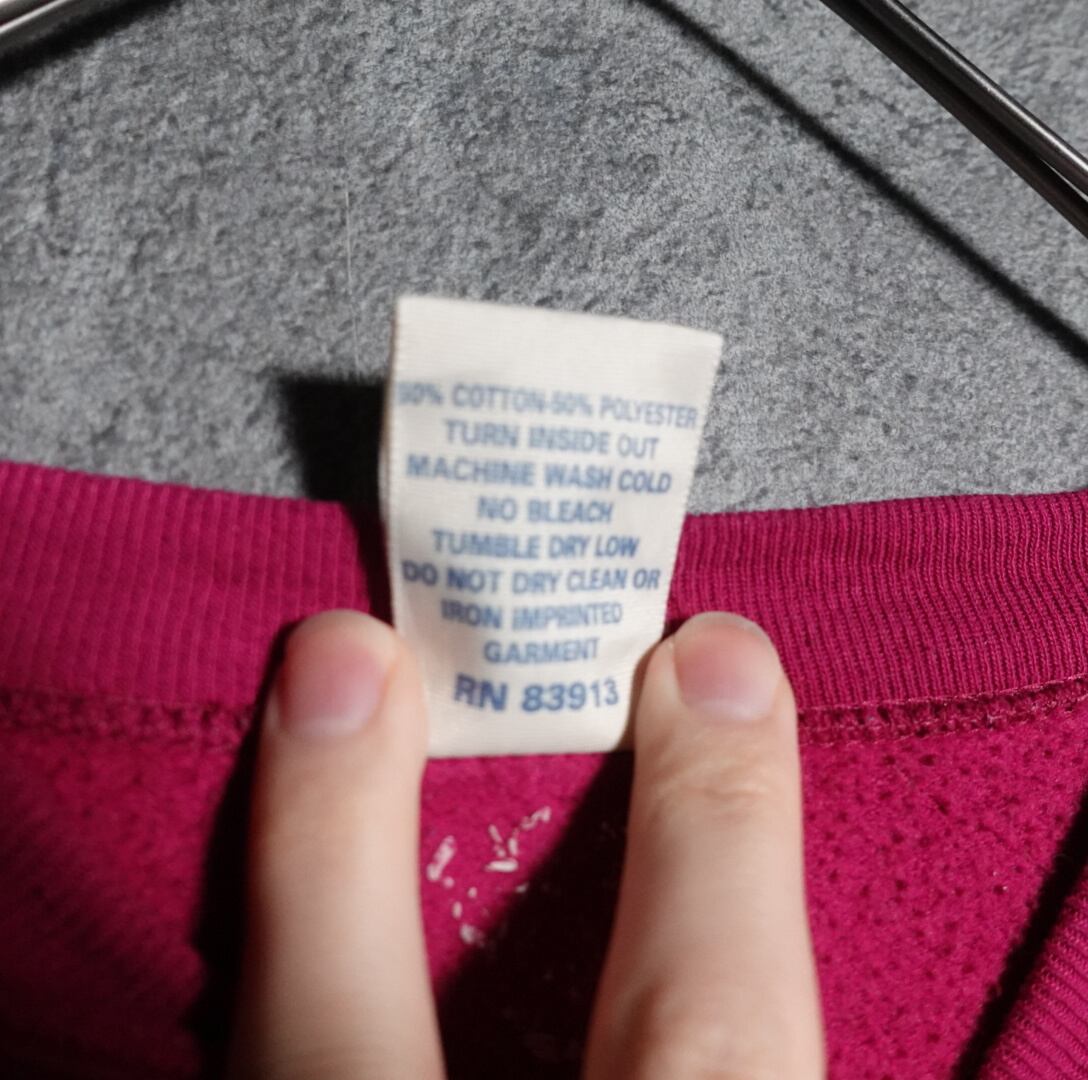 50% COTTON-50% POLYESTER
TURN INSIDE OUT
MACHINE WASH COLD
NO BLEACH
TUMBLE DRY LOW
DO NOT DRY CLEAN OR
IRON IMPRINTED
GARMENT
RN 83913